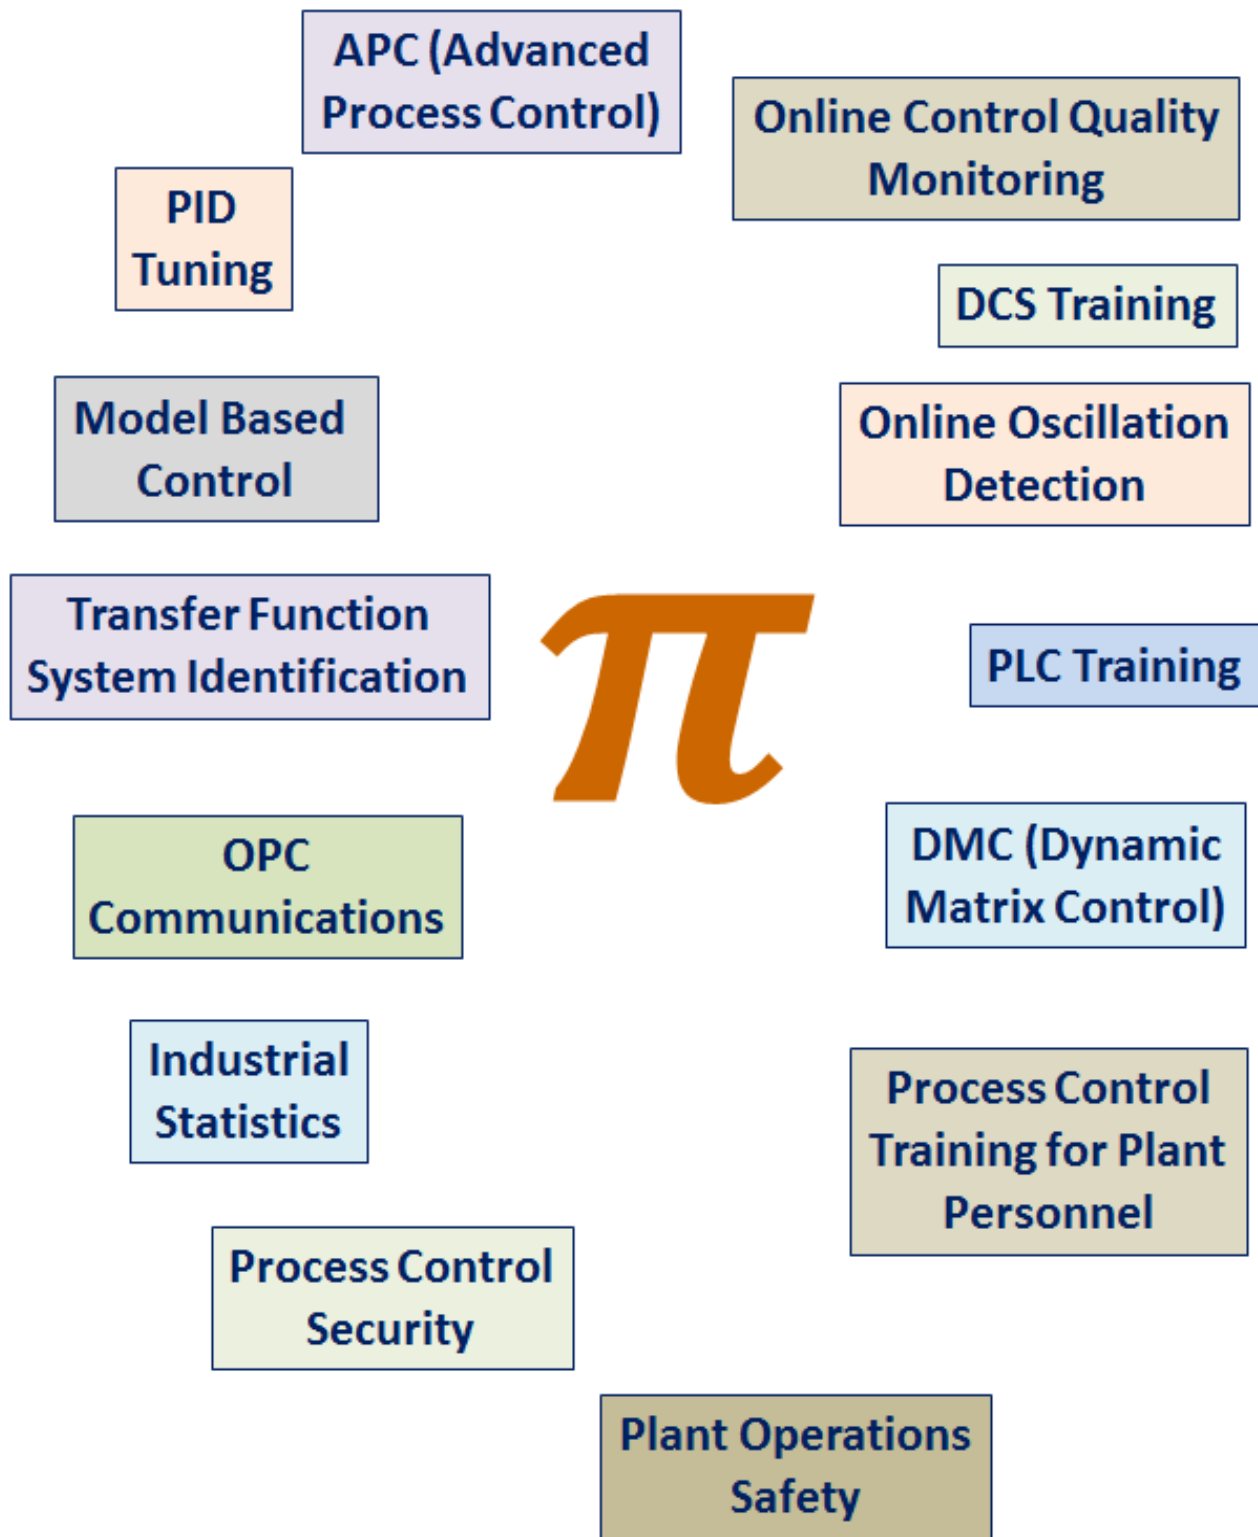 APC (Advanced
Process Control)
Online Control Quality
Monitoring
PID
Tuning
DCS Training
Model Based
Control
Online Oscillation
Detection
Transfer Function
System Identification
π
PLC Training
OPC
Communications
DMC (Dynamic
Matrix Control)
Industrial
Statistics
Process Control
Training for Plant
Personnel
Process Control
Security
Plant Operations
Safety